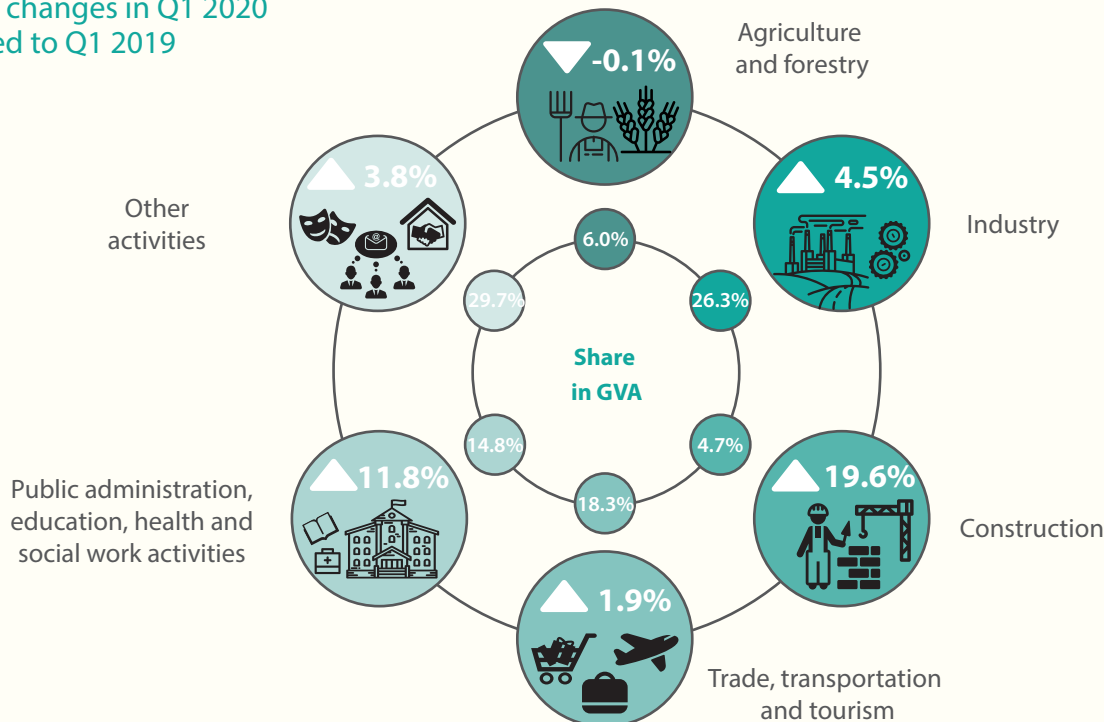 changes in Q1 2020
ed to Q1 2019
-0.1%
Agriculture
and forestry
3.8%
Other
activities
4.5%
Industry
6.0%
29.7%
26.3%
Share
in GVA
14.8%
4.7%
18.3%
11.8%
Public administration,
education, health and
social work activities
19.6%
Construction
1.9%
Trade, transportation
and tourism